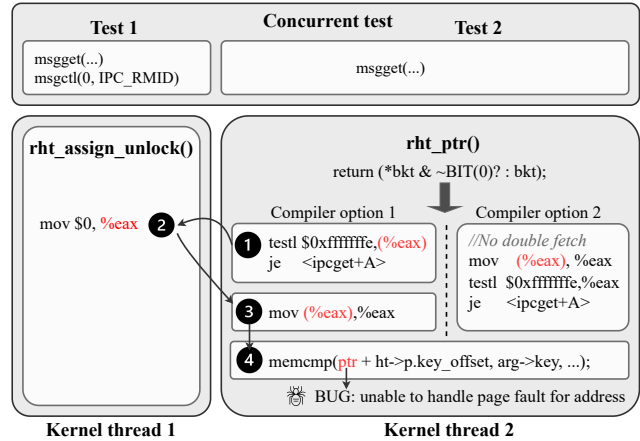 Concurrent test
Test 1
Test 2
msgget(...)
msgctl(0, IPC_RMID)
msgget(...)
rht_assign_unlock()
mov $0, %eax
2
rht_ptr()
return (*bkt & ~BIT(0)? : bkt);
Compiler option 1
Compiler option 2
1
testl $0xfffffffe,(%eax)
je <ipcget+A>
//No double fetch
mov (%eax), %eax
testl $0xfffffffe,%eax
je <ipcget+A>
3
mov (%eax),%eax
4
memcmp(ptr + ht->p.key_offset, arg->key, ...);
BUG: unable to handle page fault for address
Kernel thread 1
Kernel thread 2